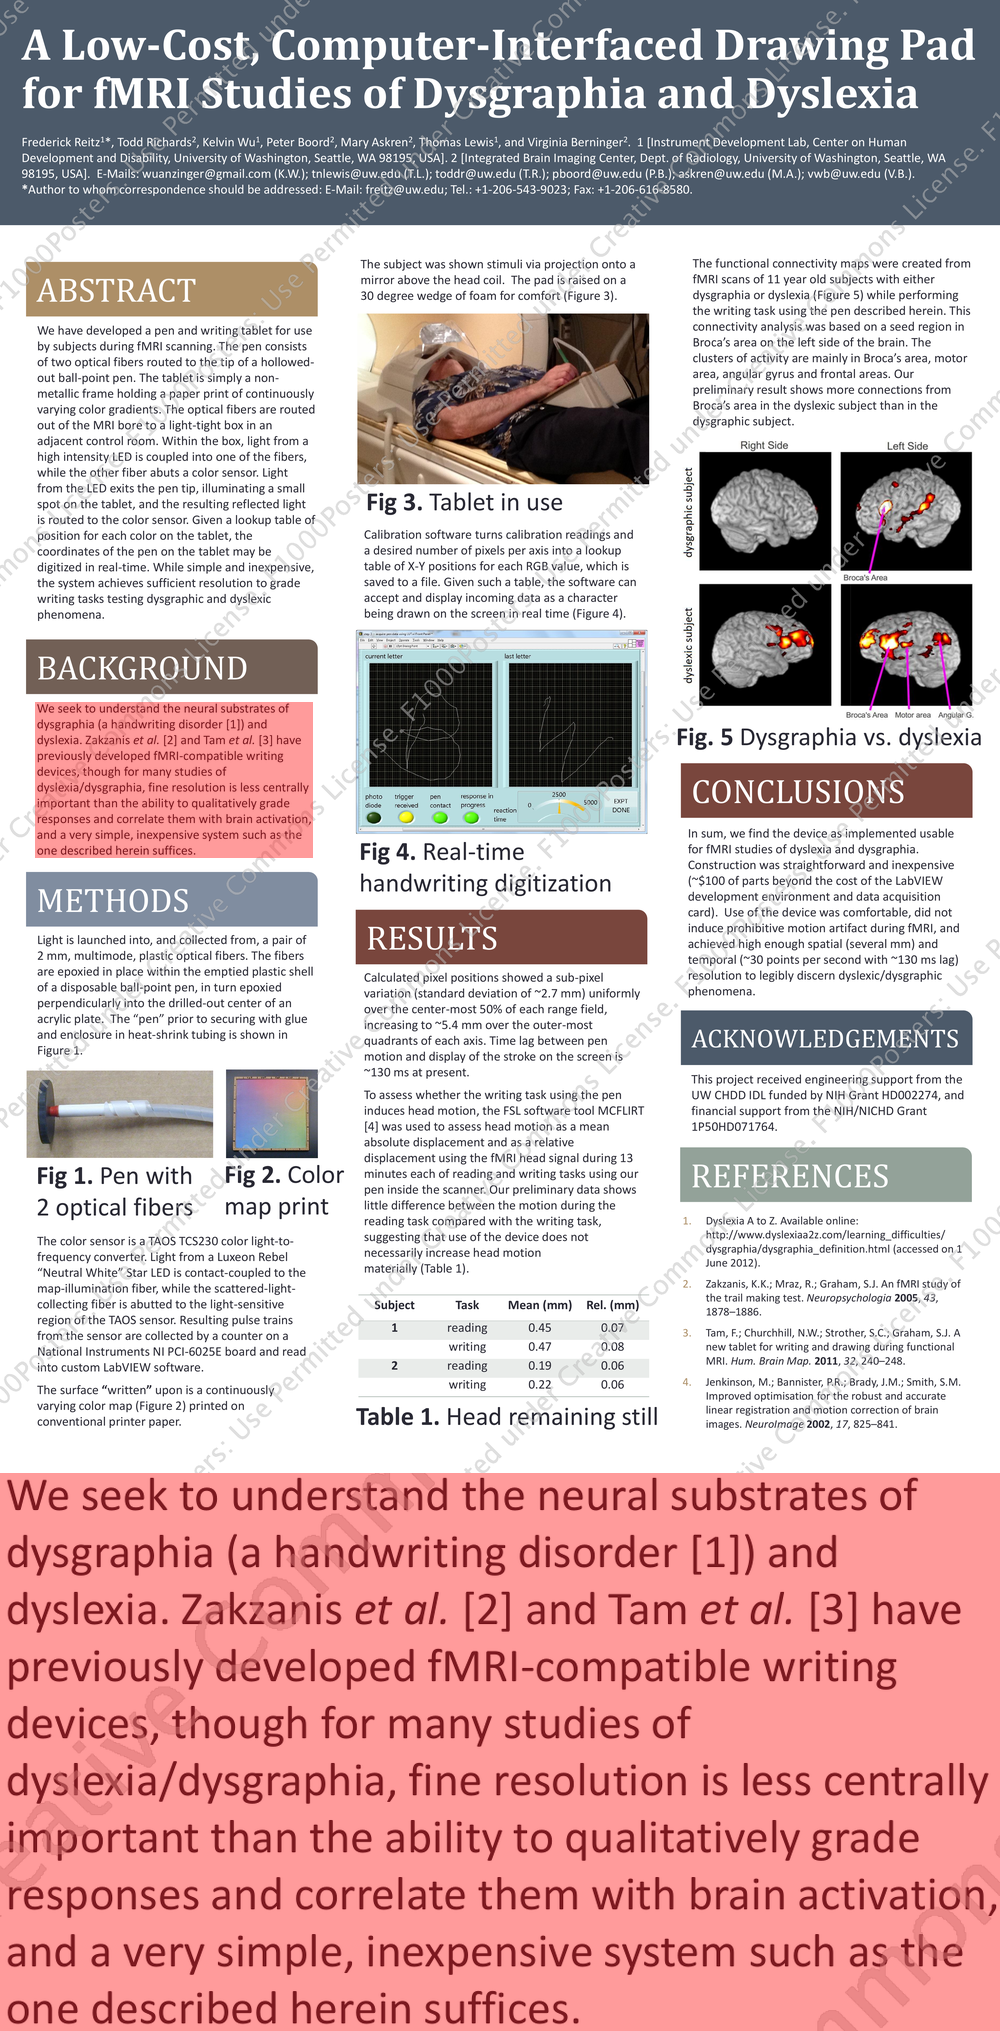 A Low-Cost, Computer-Interfaced Drawing Pad
for fMRI Studies of Dysgraphia and Dyslexia
Frederick Reitz¹*, Todd Richards², Kelvin Wu¹, Peter Boord², Mary Askren², Thomas Lewis¹, and Virginia Berninger². 1 [Instrument Development Lab, Center on Human
Development and Disability, University of Washington, Seattle, WA 98195, USA]. 2 [Integrated Brain Imaging Center, Dept. of Radiology, University of Washington, Seattle, WA
98195, USA]. E-Mails: wuanzinger@gmail.com (K.W.); tnlewis@uw.edu (T.L.); toddr@uw.edu (T.R.); pboord@uw.edu (P.B.); askren@uw.edu (M.A.); vwb@uw.edu (V.B.).
*Author to whom correspondence should be addressed: E-Mail: freitz@uw.edu; Tel.: +1-206-543-9023; Fax: +1-206-616-8580.
ABSTRACT
We have developed a pen and writing tablet for use
by subjects during fMRI scanning. The pen consists
of two optical fibers routed to the tip of a hollowed-
out ball-point pen. The tablet is simply a non-
metallic frame holding a paper print of continuously
varying color gradients. The optical fibers are routed
out of the MRI bore to a light-tight box in an
adjacent control room. Within the box, light from a
high intensity LED is coupled into one of the fibers,
while the other fiber abuts a color sensor. Light
from the LED exits the pen tip, illuminating a small
spot on the tablet, and the resulting reflected light
is routed to the color sensor. Given a lookup table of
position for each color on the tablet, the
coordinates of the pen on the tablet may be
digitized in real-time. While simple and inexpensive,
the system achieves sufficient resolution to grade
writing tasks testing dysgraphic and dyslexic
phenomena.
BACKGROUND
We seek to understand the neural substrates of
dysgraphia (a handwriting disorder [1]) and
dyslexia. Zakzanis et al. [2] and Tam et al. [3] have
previously developed fMRI-compatible writing
devices, though for many studies of
dyslexia/dysgraphia, fine resolution is less centrally
important than the ability to qualitatively grade
responses and correlate them with brain activation,
and a very simple, inexpensive system such as the
one described herein suffices.
METHODS
Light is launched into, and collected from, a pair of
2 mm, multimode, plastic optical fibers. The fibers
are epoxied in place within the emptied plastic shell
of a disposable ball-point pen, in turn epoxied
perpendicularly into the drilled-out center of an
acrylic plate. The “pen” prior to securing with glue
and enclosure in heat-shrink tubing is shown in
Figure 1.
Fig 1. Pen with
2 optical fibers
Fig 2. Color
map print
The color sensor is a TAOS TCS230 color light-to-
frequency converter. Light from a Luxeon Rebel
“Neutral White” Star LED is contact-coupled to the
map-illumination fiber, while the scattered-light-
collecting fiber is abutted to the light-sensitive
region of the TAOS sensor. Resulting pulse trains
from the sensor are collected by a counter on a
National Instruments NI PCI-6025E board and read
into custom LabVIEW software.
The surface “written” upon is a continuously
varying color map (Figure 2) printed on
conventional printer paper.
The subject was shown stimuli via projection onto a
mirror above the head coil. The pad is raised on a
30 degree wedge of foam for comfort (Figure 3).
Fig 3. Tablet in use
Calibration software turns calibration readings and
a desired number of pixels per axis into a lookup
table of X-Y positions for each RGB value, which is
saved to a file. Given such a table, the software can
accept and display incoming data as a character
being drawn on the screen in real time (Figure 4).
current letter
last letter
photo diode
trigger received
pen contact
response in progress
reaction time
0 2500 5000
EXPT DONE
Fig 4. Real-time
handwriting digitization
RESULTS
Calculated pixel positions showed a sub-pixel
variation (standard deviation of ~2.7 mm) uniformly
over the center-most 50% of each range field,
increasing to ~5.4 mm over the outer-most
quadrants of each axis. Time lag between pen
motion and display of the stroke on the screen is
~130 ms at present.
To assess whether the writing task using the pen
induces head motion, the FSL software tool MCFLIRT
[4] was used to assess head motion as a mean
absolute displacement and as a relative
displacement using the fMRI head signal during 13
minutes each of reading and writing tasks using our
pen inside the scanner. Our preliminary data shows
little difference between the motion during the
reading task compared with the writing task,
suggesting that use of the device does not
necessarily increase head motion
materially (Table 1).
Subject Task Mean (mm) Rel. (mm)
1 reading 0.45 0.07
writing 0.47 0.08
2 reading 0.19 0.06
writing 0.22 0.06
Table 1. Head remaining still
The functional connectivity maps were created from
fMRI scans of 11 year old subjects with either
dysgraphia or dyslexia (Figure 5) while performing
the writing task using the pen described herein. This
connectivity analysis was based on a seed region in
Broca’s area on the left side of the brain. The
clusters of activity are mainly in Broca’s area, motor
area, angular gyrus and frontal areas. Our
preliminary result shows more connections from
Broca’s area in the dyslexic subject than in the
dysgraphic subject.
Right Side Left Side
dysgraphic subject
Broca's Area
dyslexic subject
Broca's Area Motor area Angular G.
Fig. 5 Dysgraphia vs. dyslexia
CONCLUSIONS
In sum, we find the device as implemented usable
for fMRI studies of dyslexia and dysgraphia.
Construction was straightforward and inexpensive
(~$100 of parts beyond the cost of the LabVIEW
development environment and data acquisition
card). Use of the device was comfortable, did not
induce prohibitive motion artifact during fMRI, and
achieved high enough spatial (several mm) and
temporal (~30 points per second with ~130 ms lag)
resolution to legibly discern dyslexic/dysgraphic
phenomena.
ACKNOWLEDGEMENTS
This project received engineering support from the
UW CHDD IDL funded by NIH Grant HD002274, and
financial support from the NIH/NICHD Grant
1P50HD071764.
REFERENCES
1. Dyslexia A to Z. Available online:
http://www.dyslexiaa2z.com/learning_difficulties/
dysgraphia/dysgraphia_definition.html (accessed on 1
June 2012).
2. Zakzanis, K.K.; Mraz, R.; Graham, S.J. An fMRI study of
the trail making test. Neuropsychologia 2005, 43,
1878–1886.
3. Tam, F.; Churchill, N.W.; Strother, S.C.; Graham, S.J. A
new tablet for writing and drawing during functional
MRI. Hum. Brain Map. 2011, 32, 240–248.
4. Jenkinson, M.; Bannister, P.R.; Brady, J.M.; Smith, S.M.
Improved optimisation for the robust and accurate
linear registration and motion correction of brain
images. NeuroImage 2002, 17, 825–841.
We seek to understand the neural substrates of
dysgraphia (a handwriting disorder [1]) and
dyslexia. Zakzanis et al. [2] and Tam et al. [3] have
previously developed fMRI-compatible writing
devices, though for many studies of
dyslexia/dysgraphia, fine resolution is less centrally
important than the ability to qualitatively grade
responses and correlate them with brain activation,
and a very simple, inexpensive system such as the
one described herein suffices.
F1000Posters: Use Permitted under Creative Commons License.